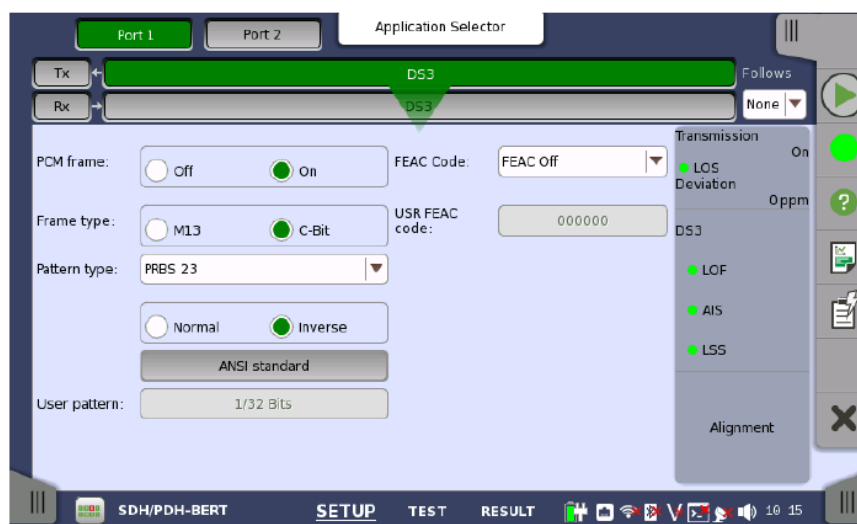 Port 1
Port 2
Application Selector
Tx
DS3
Follows
Rx
DS3
None
PCM frame:
Off
On
FEAC Code:
FEAC Off
Frame type:
M13
C-Bit
USR FEAC
code:
000000
Pattern type:
PRBS 23
Normal
Inverse
ANSI standard
User pattern:
1/32 Bits
Transmission
On
LOS
Deviation
0 ppm
DS3
LOF
AIS
LSS
Alignment
SDH/PDH-BERT
SETUP
TEST
RESULT
10 15